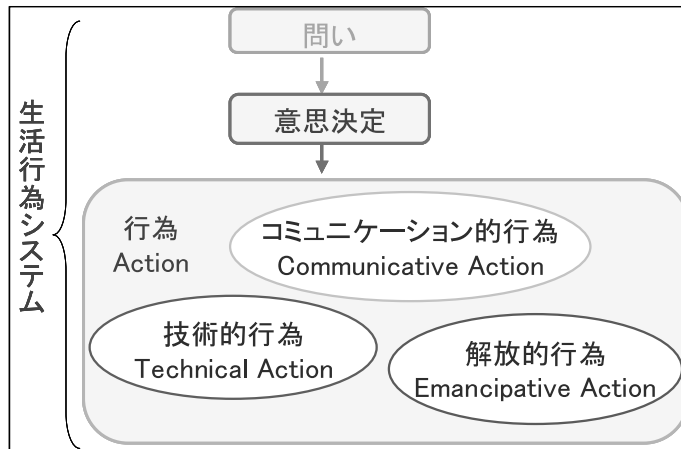 生活行為システム
問い
意思決定
行為
Action
コミュニケーション的行為
Communicative Action
技術的行為
Technical Action
解放的行為
Emancipative Action